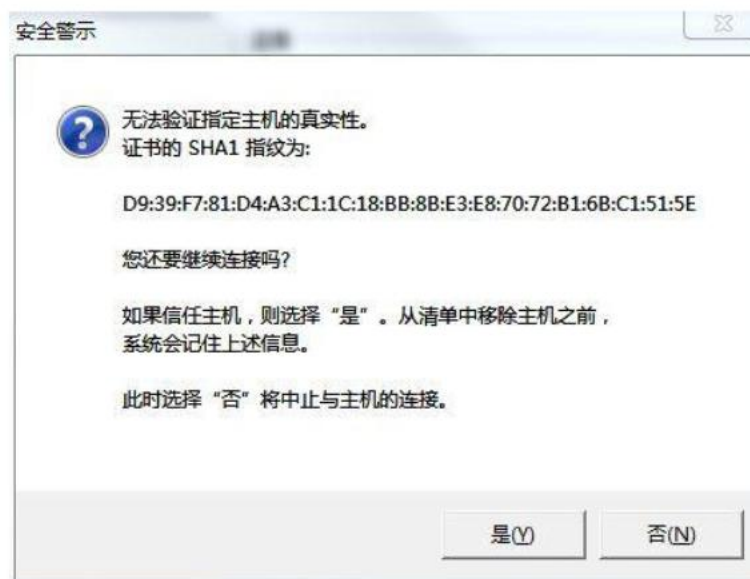 安全警示
无法验证指定主机的真实性。
证书的 SHA1 指纹为:
D9:39:F7:81:D4:A3:C1:1C:18:BB:8B:E3:E8:70:72:B1:6B:C1:51:5E
您还要继续连接吗?
如果信任主机，则选择“是”。从清单中移除主机之前，
系统会记住上述信息。
此时选择“否”将中止与主机的连接。
是(Y)
否(N)